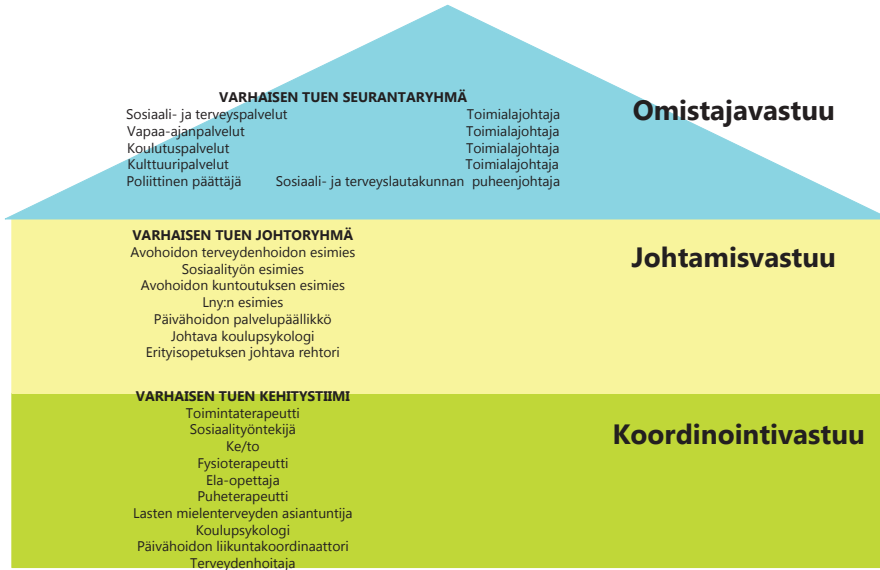 VARHAISEN TUEN SEURANTARYHMÄ
Sosiaali- ja terveyspalvelut Toimialajohtaja
Vapaa-ajanpalvelut Toimialajohtaja
Koulutuspalvelut Toimialajohtaja
Kulttuuripalvelut Toimialajohtaja
Poliittinen päättäjä Sosiaali- ja terveyslautakunnan puheenjohtaja
Omistajavastuu
VARHAISEN TUEN JOHTORYHMÄ
Avohoidon terveydenhoidon esimies
Sosiaalityön esimies
Avohoidon kuntoutuksen esimies
Lny:n esimies
Päivähoidon palvelupäällikkö
Johtava koulupsykologi
Erityisopetuksen johtava rehtori
Johtamisvastuu
VARHAISEN TUEN KEHITYSTIIMI
Toimintaterapeutti
Sosiaalityöntekijä
Ke/to
Fysioterapeutti
Ela-opettaja
Puheterapeutti
Lasten mielenterveyden asiantuntija
Koulupsykologi
Päivähoidon liikuntakoordinaattori
Terveydenhoitaja
Koordinointivastuu